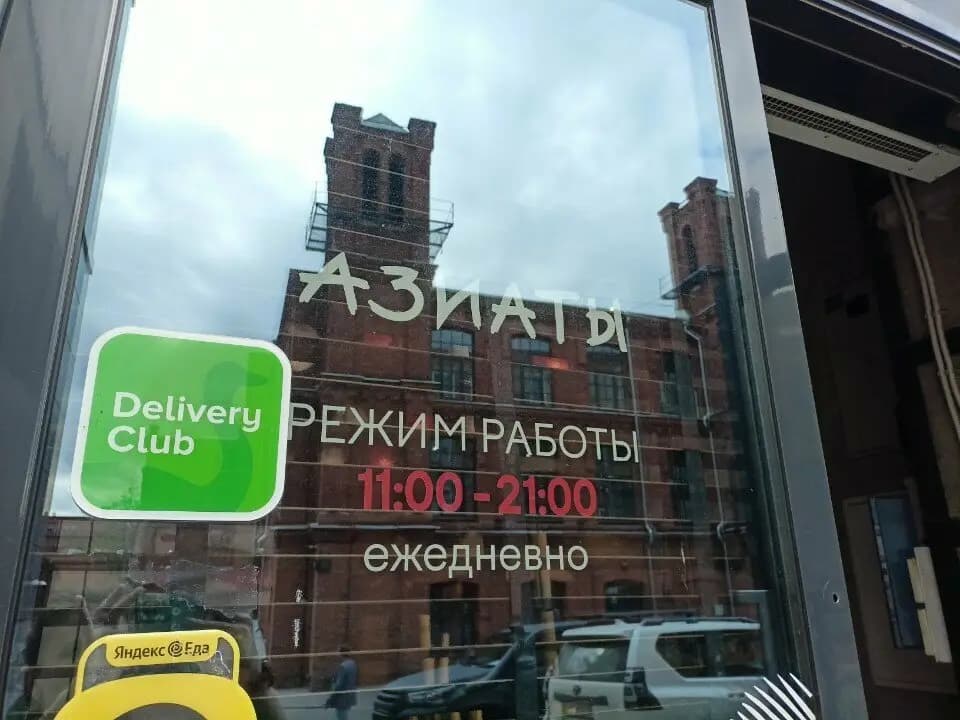 АЗИАТЫ
Delivery
Club
РЕЖИМ РАБОТЫ
11:00 - 21:00
ежедневно
Яндекс Еда